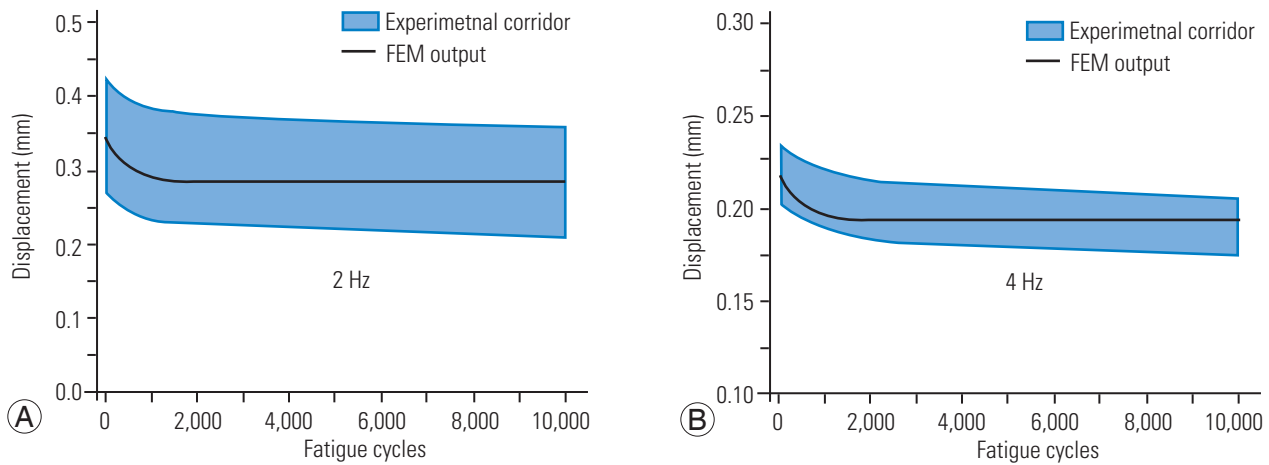 0.5
0.4
0.3
0.2
0.1
0.0
Displacement (mm)
Experimetnal corridor
FEM output
2 Hz
0 2,000 4,000 6,000 8,000 10,000
Fatigue cycles
A
0.30
0.25
0.20
0.15
0.10
Displacement (mm)
Experimetnal corridor
FEM output
4 Hz
0 2,000 4,000 6,000 8,000 10,000
Fatigue cycles
B